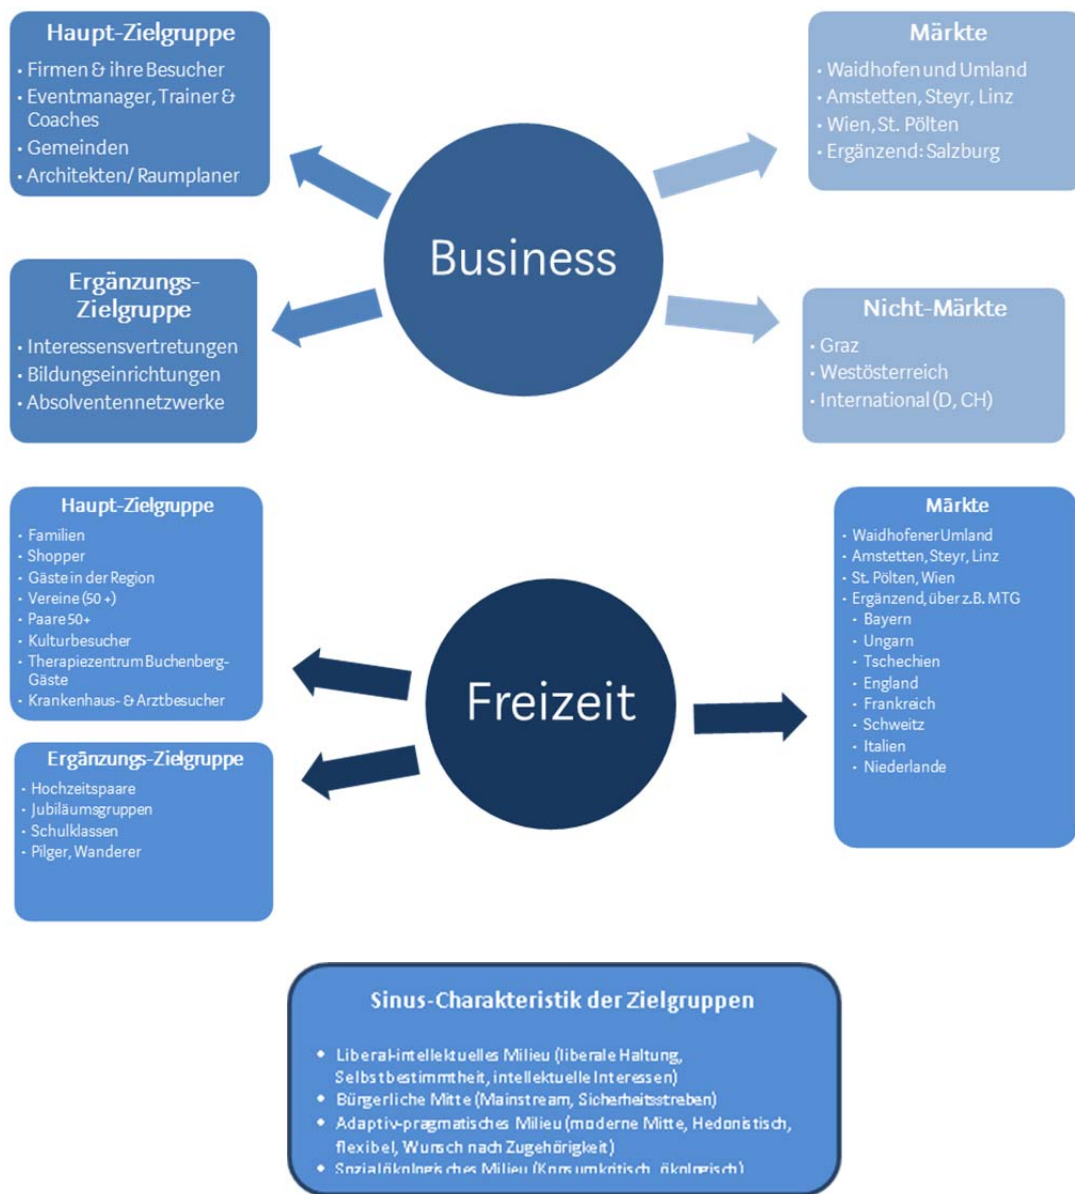 Haupt-Zielgruppe
• Firmen & ihre Besucher
• Eventmanager, Trainer &
Coaches
• Gemeinden
• Architekten/ Raumplaner
Ergänzungs-
Zielgruppe
• Interessensvertretungen
• Bildungseinrichtungen
• Absolventennetzwerke
Business
Märkte
• Waidhofen und Umland
• Amstetten, Steyr, Linz
• Wien, St. Pölten
• Ergänzend: Salzburg
Nicht-Märkte
• Graz
• Westösterreich
• International (D, CH)
Haupt-Zielgruppe
• Familien
• Shopper
• Gäste in der Region
• Vereine (50 +)
• Paare 50+
• Kulturbesucher
• Therapiezentrum Buchenberg-
Gäste
• Krankenhaus- & Arztbesucher
Ergänzungs-Zielgruppe
• Hochzeitspaare
• Jubiläumsgruppen
• Schulklassen
• Pilger, Wanderer
Freizeit
Märkte
• Waidhofener Umland
• Amstetten, Steyr, Linz
• St. Pölten, Wien
• Ergänzend, über z.B. MTG
• Bayern
• Ungarn
• Tschechien
• England
• Frankreich
• Schweitz
• Italien
• Niederlande
Sinus-Charakteristik der Zielgruppen
• Liberal-intellektuelles Milieu (liberale Haltung,
Selbstbestimmtheit, intellektuelle Interessen)
• Bürgerliche Mitte (Mainstream, Sicherheitsstreben)
• Adaptiv-pragmatisches Milieu (moderne Mitte, Hedonistisch,
flexibel, Wunsch nach Zugehörigkeit)
• Sozialökologisches Milieu (Konsumkritisch, ökologisch)